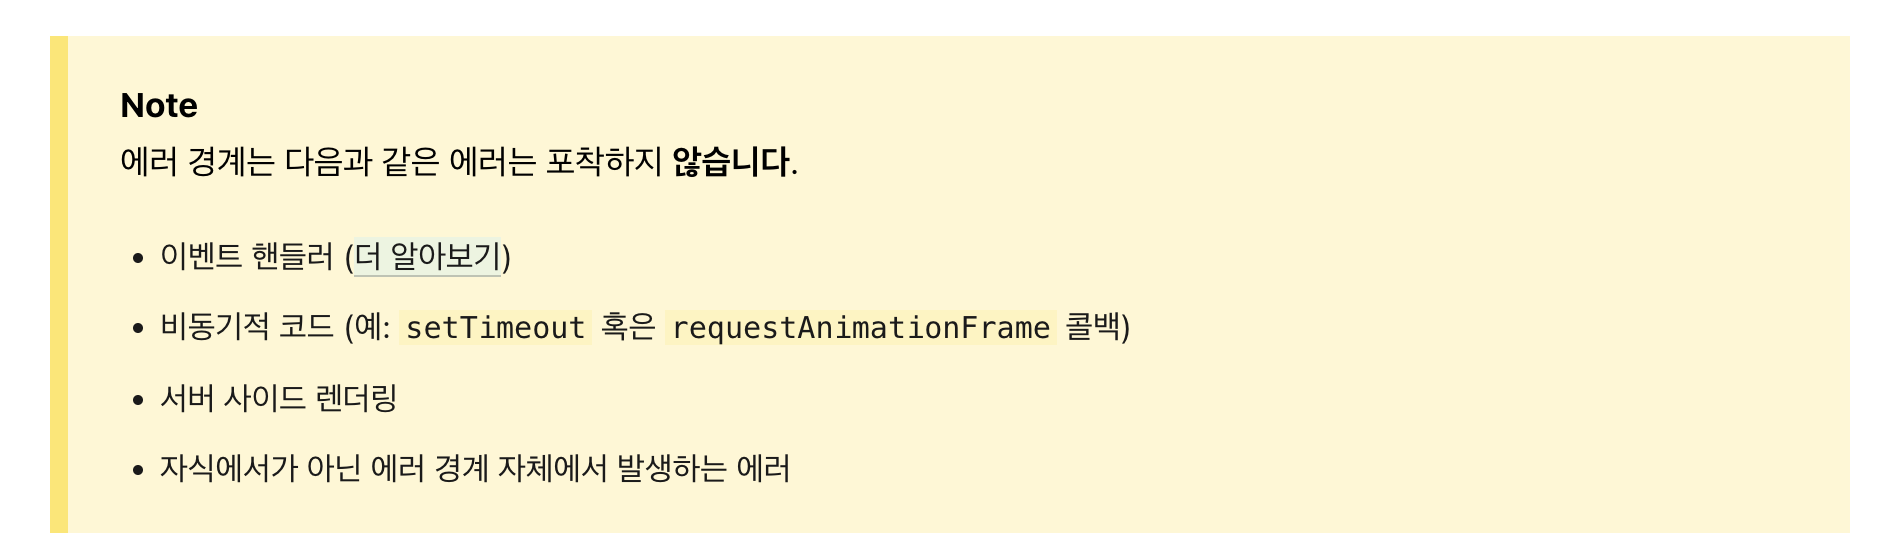 Note
에러 경계는 다음과 같은 에러는 포착하지 않습니다.
• 이벤트 핸들러 (더 알아보기)
• 비동기적 코드 (예: setTimeout 혹은 requestAnimationFrame 콜백)
• 서버 사이드 렌더링
• 자식에서가 아닌 에러 경계 자체에서 발생하는 에러